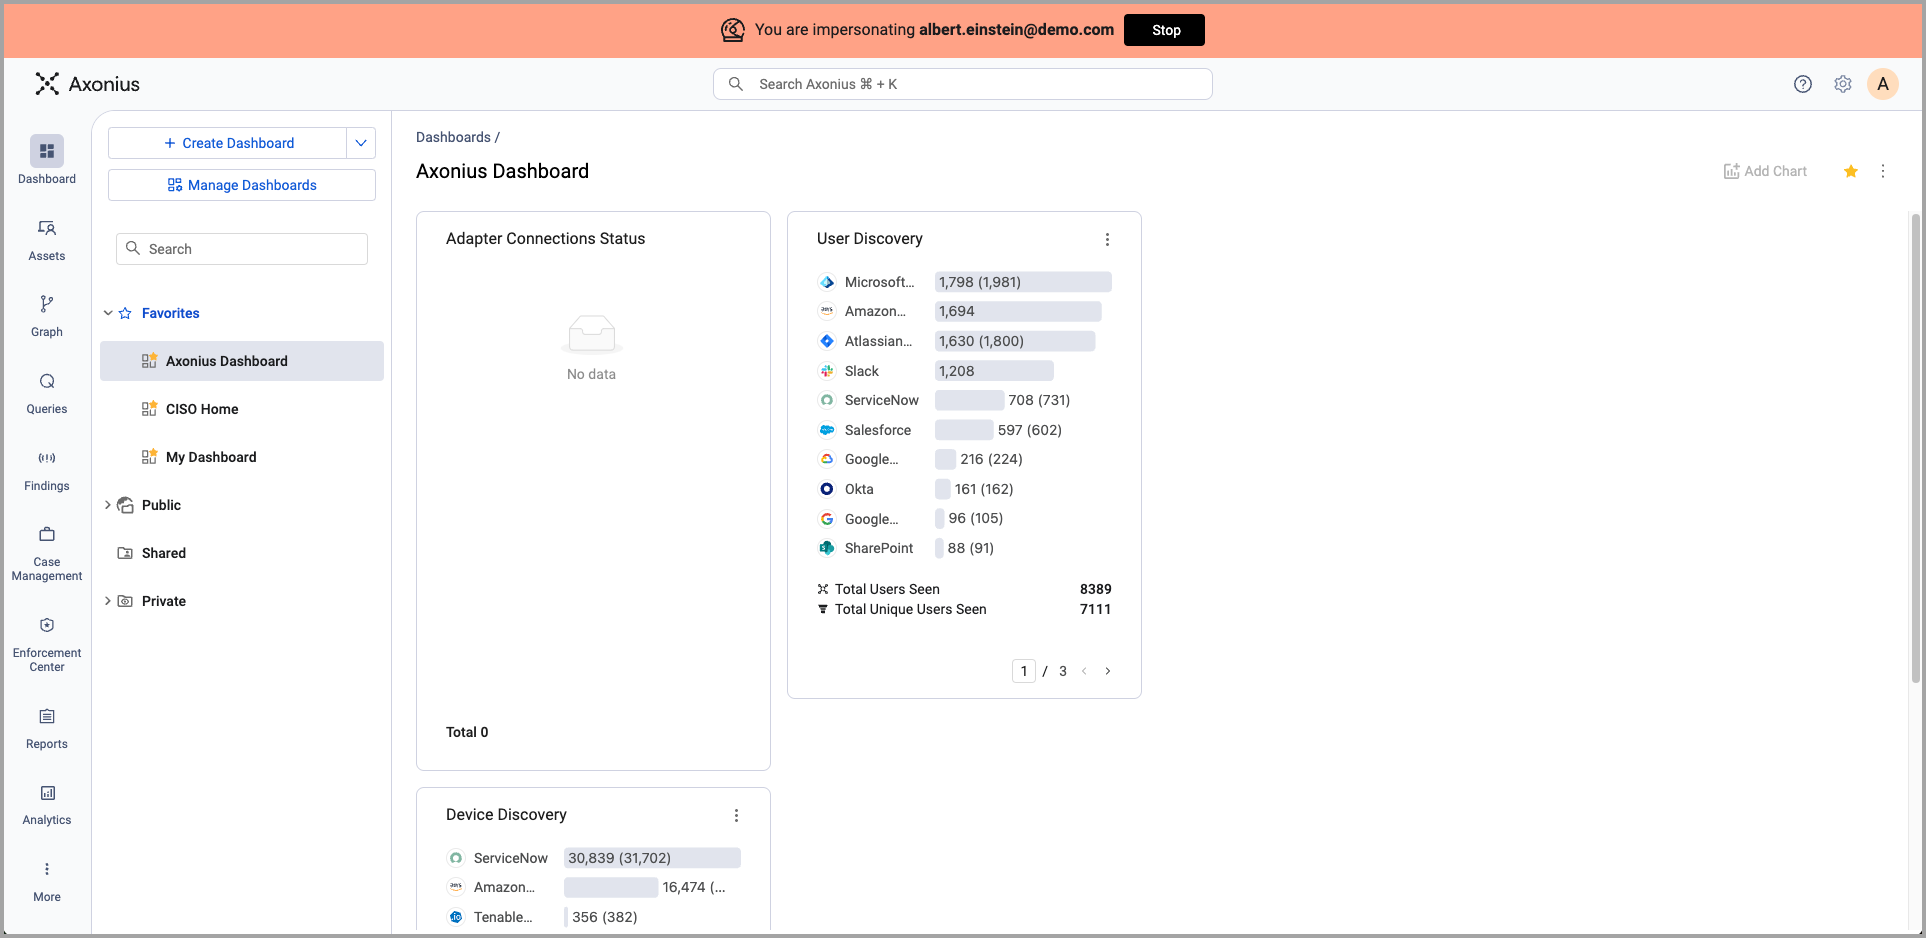 You are impersonating albert.einstein@demo.com Stop
Axonius
Search Axonius ⌘ + K
A
Dashboard
Assets
Graph
Queries
Findings
Case
Management
Enforcement
Center
Reports
Analytics
More
+ Create Dashboard
Manage Dashboards
Search
Favorites
Axonius Dashboard
CISO Home
My Dashboard
Public
Shared
Private
Dashboards /
Axonius Dashboard
Add Chart
Adapter Connections Status
No data
Total 0
User Discovery
Microsoft... 1,798 (1,981)
Amazon... 1,694
Atlassian... 1,630 (1,800)
Slack 1,208
ServiceNow 708 (731)
Salesforce 597 (602)
Google... 216 (224)
Okta 161 (162)
Google... 96 (105)
SharePoint 88 (91)
Total Users Seen 8389
Total Unique Users Seen 7111
1 / 3
Device Discovery
ServiceNow 30,839 (31,702)
Amazon... 16,474 (...
Tenable... 356 (382)